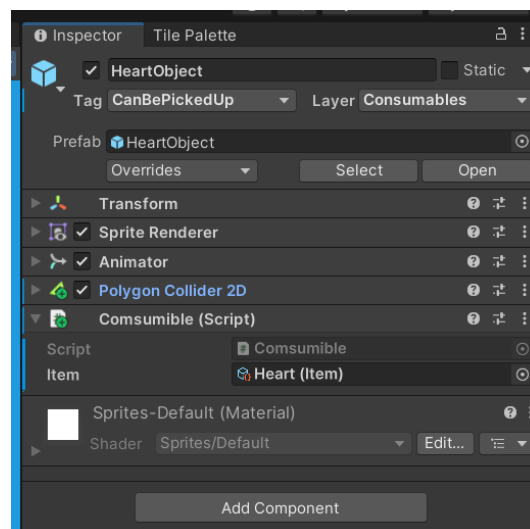 Inspector Tile Palette
HeartObject Static
Tag CanBePickedUp Layer Consumables
Prefab HeartObject
Overrides Select Open
Transform
Sprite Renderer
Animator
Polygon Collider 2D
Comsumible (Script)
Script Comsumible
Item Heart (Item)
Sprites-Default (Material)
Shader Sprites/Default Edit...
Add Component